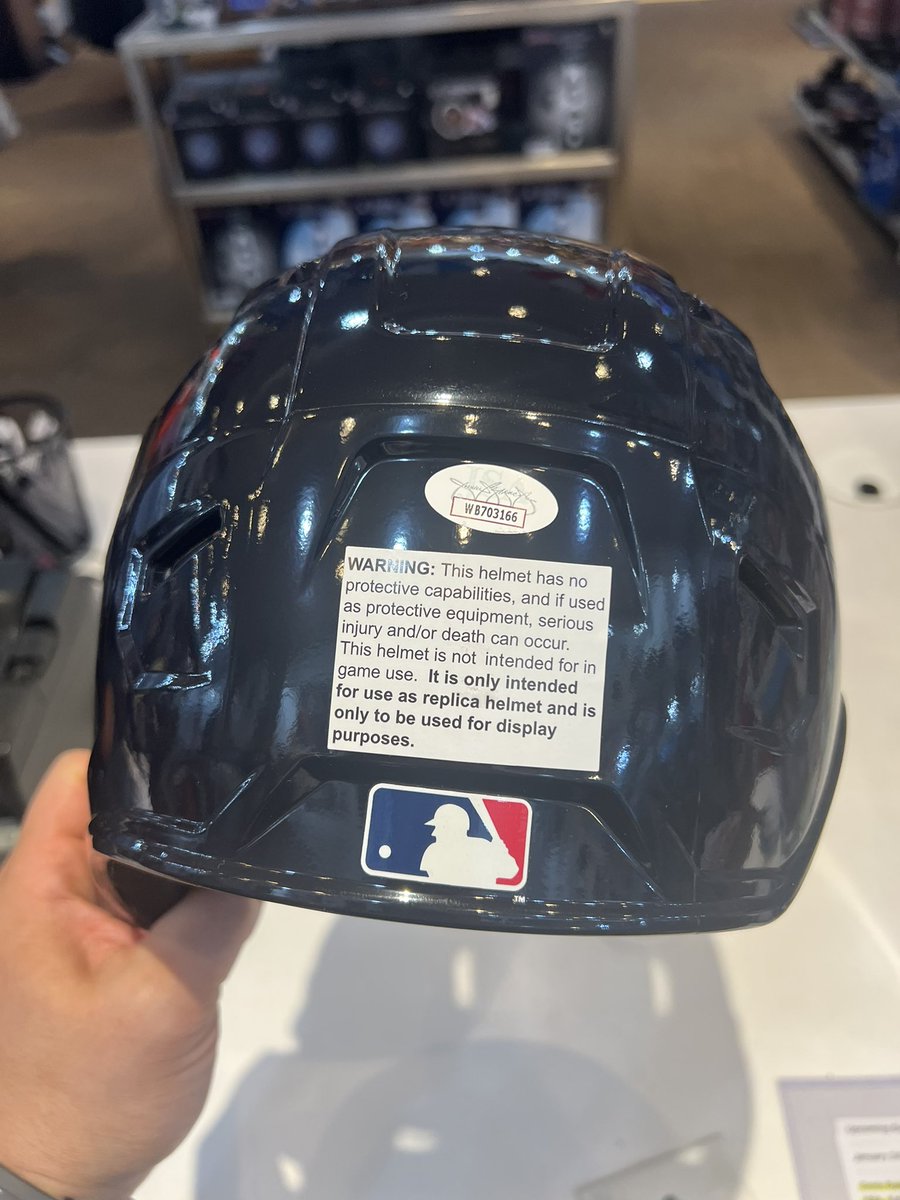 WB703166
WARNING: This helmet has no
protective capabilities, and if used
as protective equipment, serious
injury and/or death can occur.
This helmet is not intended for in
game use. It is only intended
for use as replica helmet and is
only to be used for display
purposes.
TM